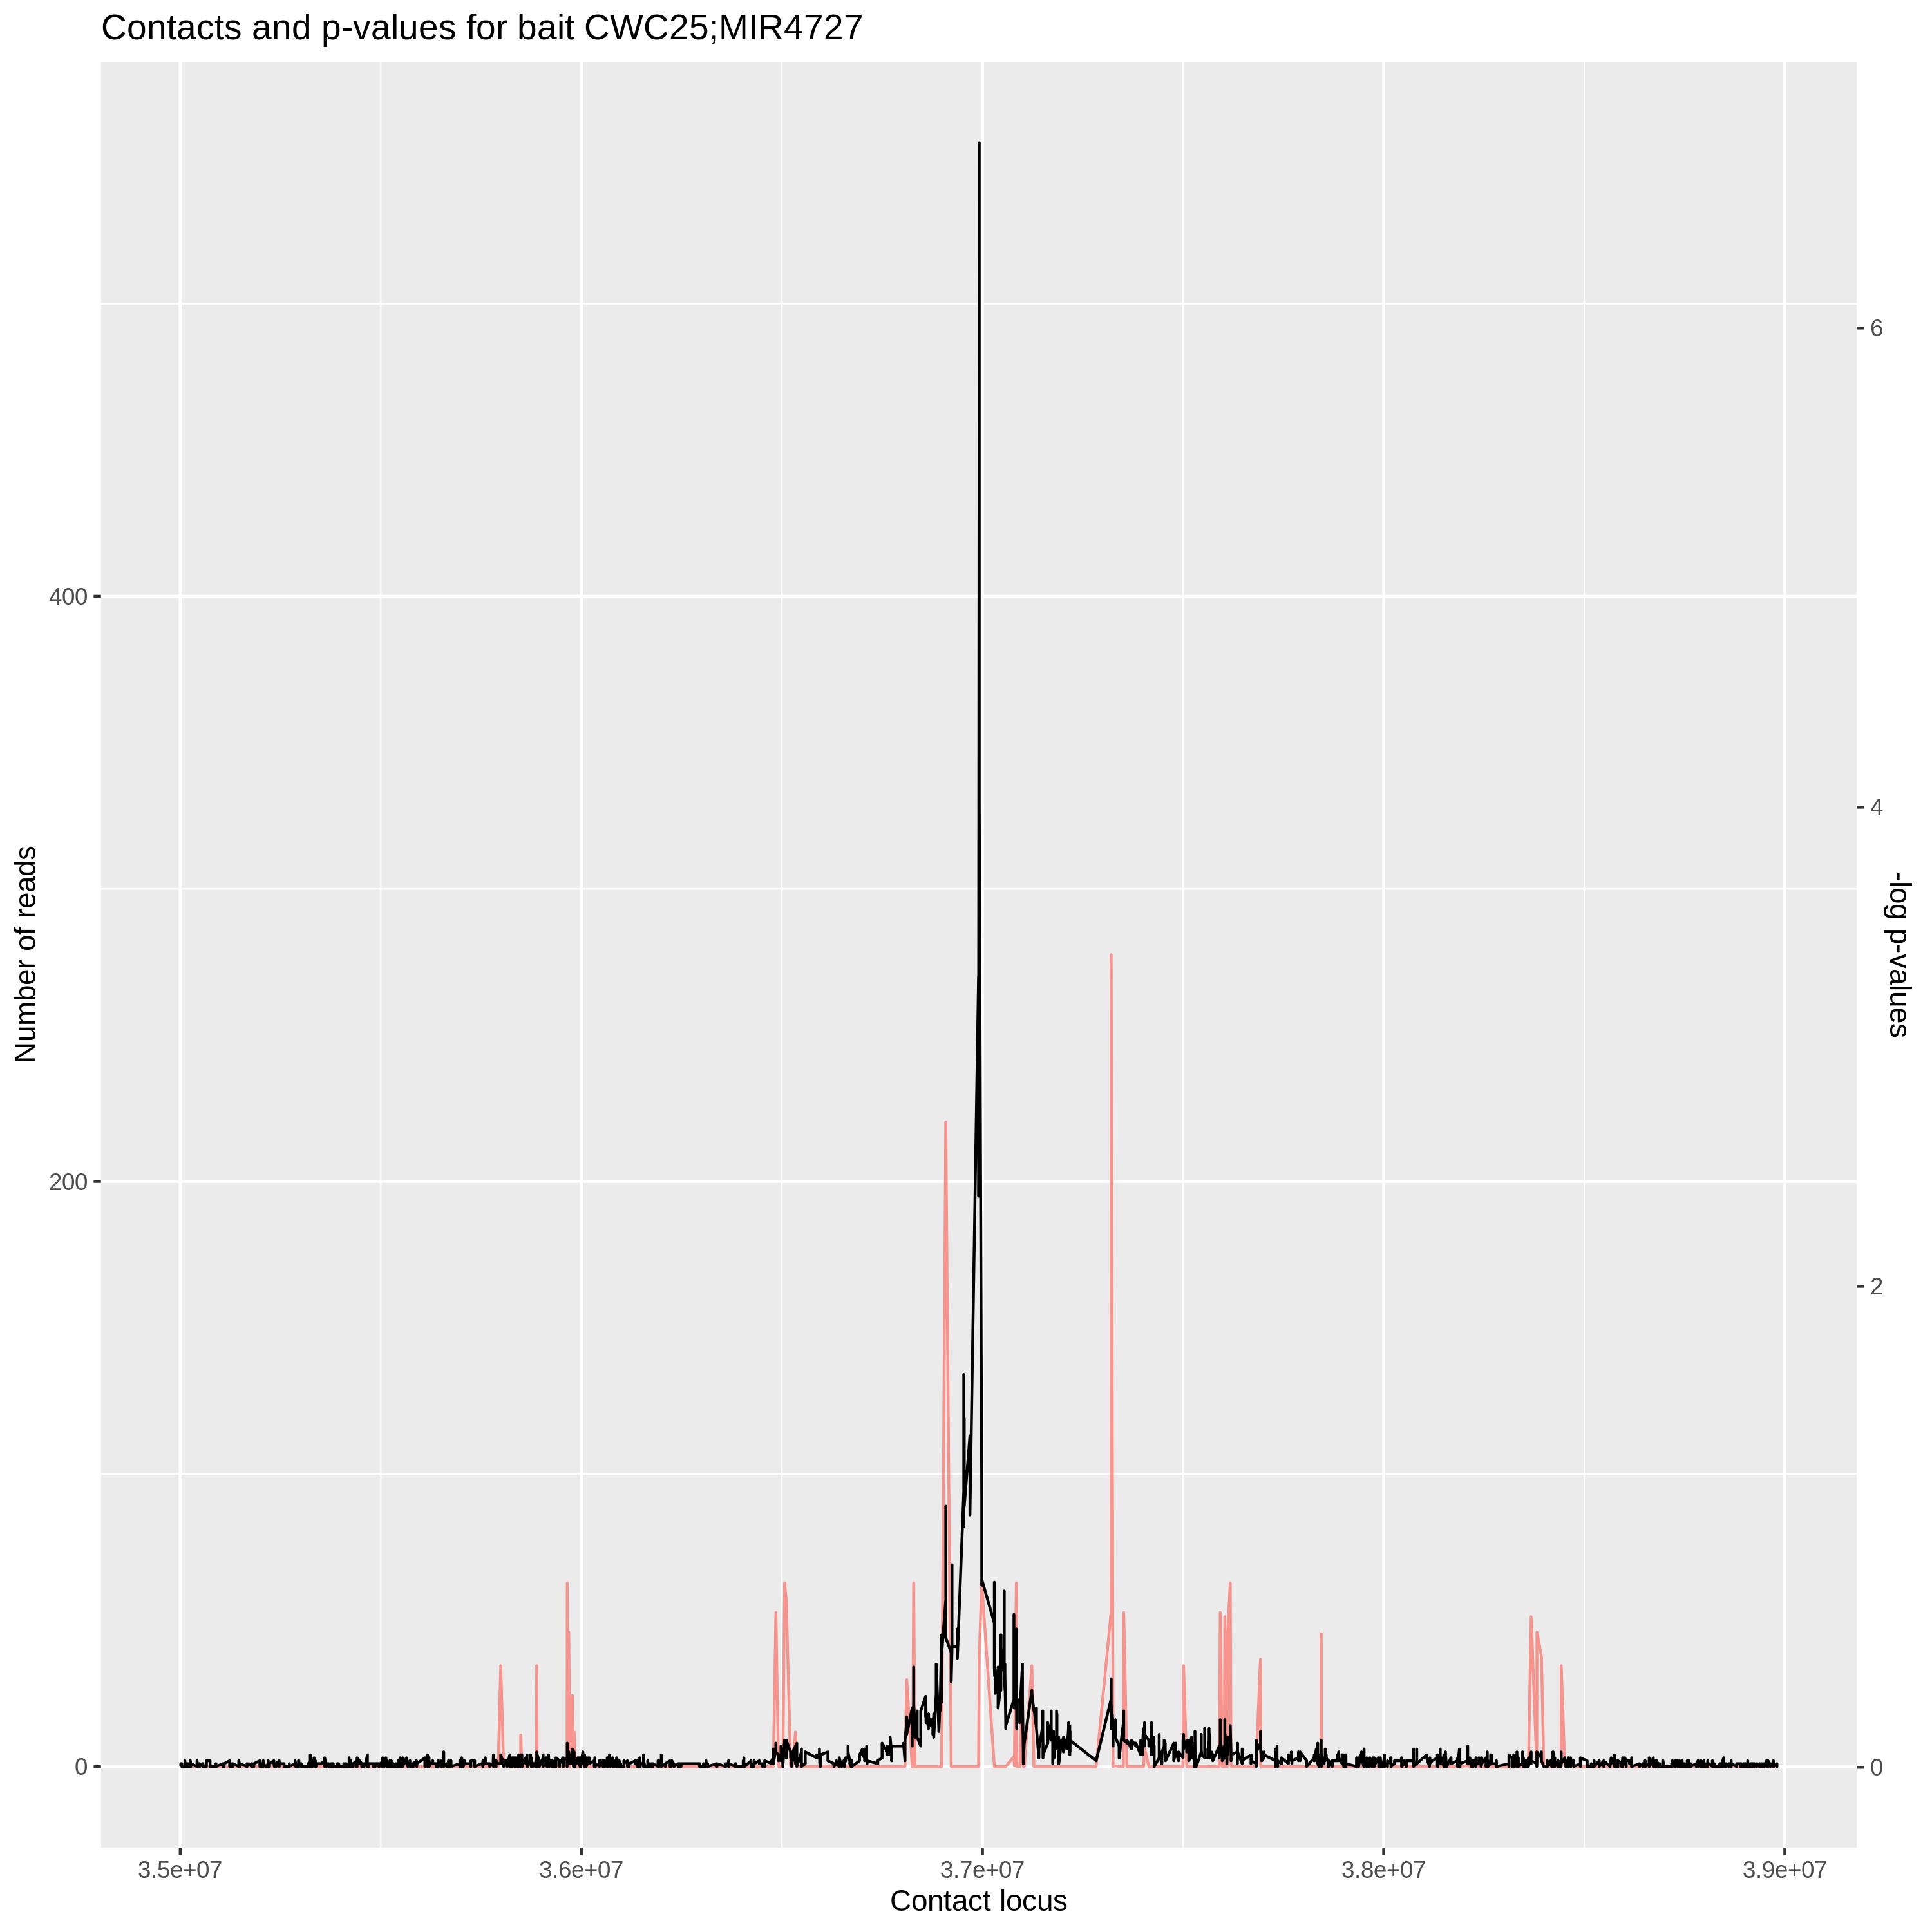 Contacts and p-values for bait CWC25;MIR4727
Number of reads
400
200
0
6
4
2
0
-log p-values
3.5e+07
3.6e+07
3.7e+07
3.8e+07
3.9e+07
Contact locus